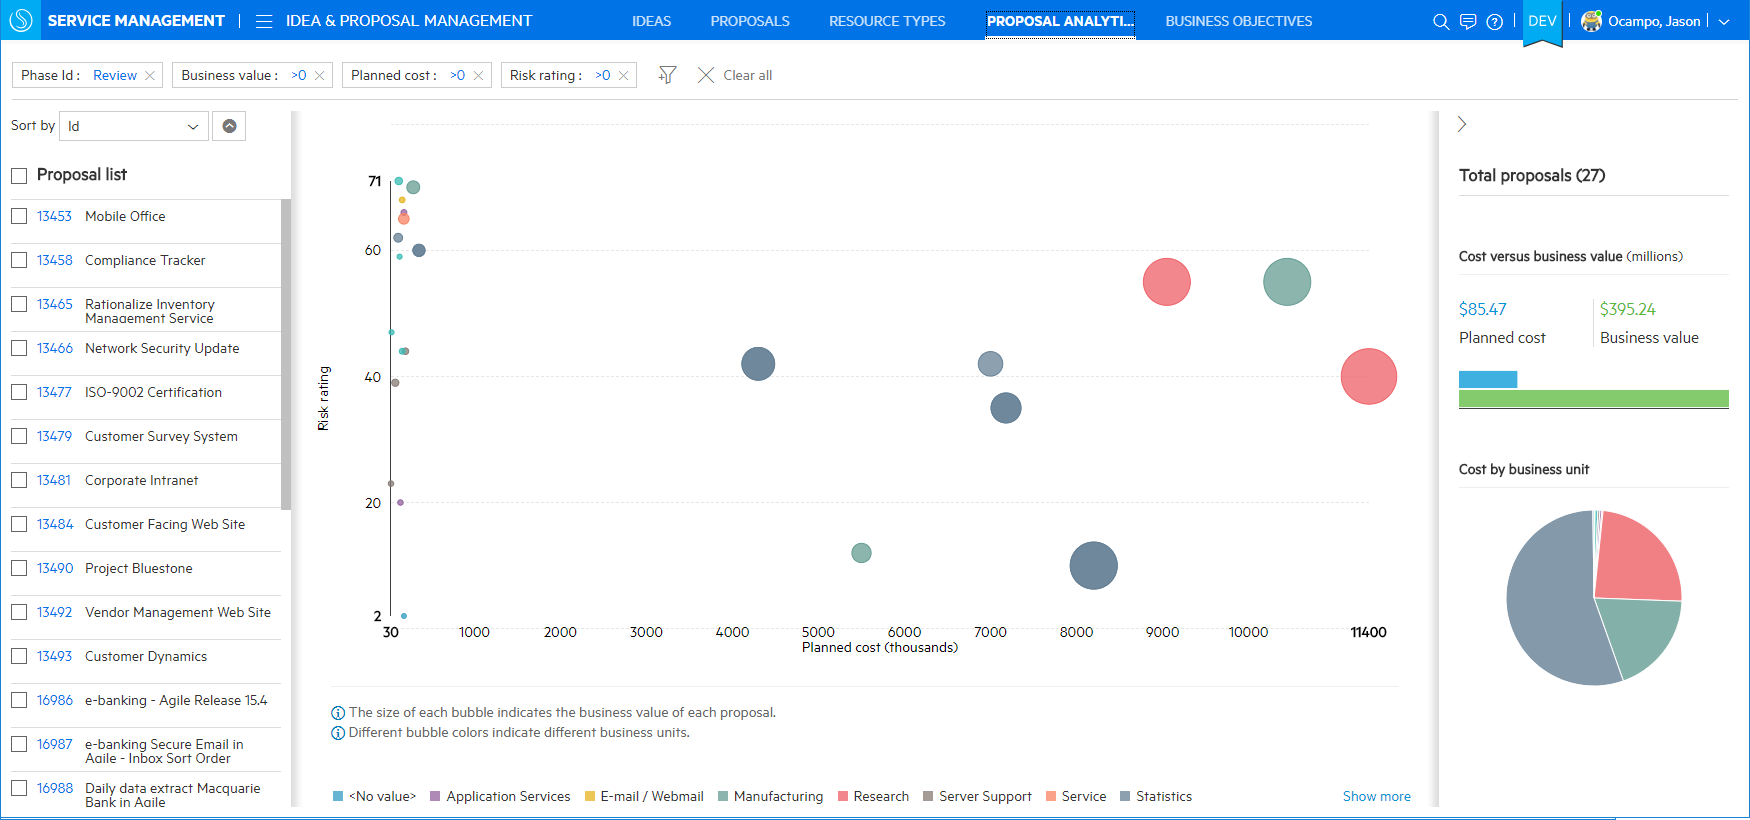 SERVICE MANAGEMENT
IDEA & PROPOSAL MANAGEMENT
IDEAS
PROPOSALS
RESOURCE TYPES
PROPOSAL ANALYTI...
BUSINESS OBJECTIVES
DEV
Ocampo, Jason
Phase Id : Review
Business value : >0
Planned cost : >0
Risk rating : >0
Clear all
Sort by Id
Proposal list
13453 Mobile Office
13458 Compliance Tracker
13465 Rationalize Inventory
Management Service
13466 Network Security Update
13477 ISO-9002 Certification
13479 Customer Survey System
13481 Corporate Intranet
13484 Customer Facing Web Site
13490 Project Bluestone
13492 Vendor Management Web Site
13493 Customer Dynamics
16986 e-banking - Agile Release 15.4
16987 e-banking Secure Email in
Agile - Inbox Sort Order
16988 Daily data extract Macquarie
Bank in Agile
71
60
40
20
2
Risk rating
30 1000 2000 3000 4000 5000 6000 7000 8000 9000 10000 11400
Planned cost (thousands)
The size of each bubble indicates the business value of each proposal.
Different bubble colors indicate different business units.
<No value> Application Services E-mail / Webmail Manufacturing Research Server Support Service Statistics
Show more
Total proposals (27)
Cost versus business value (millions)
$85.47
Planned cost
$395.24
Business value
Cost by business unit